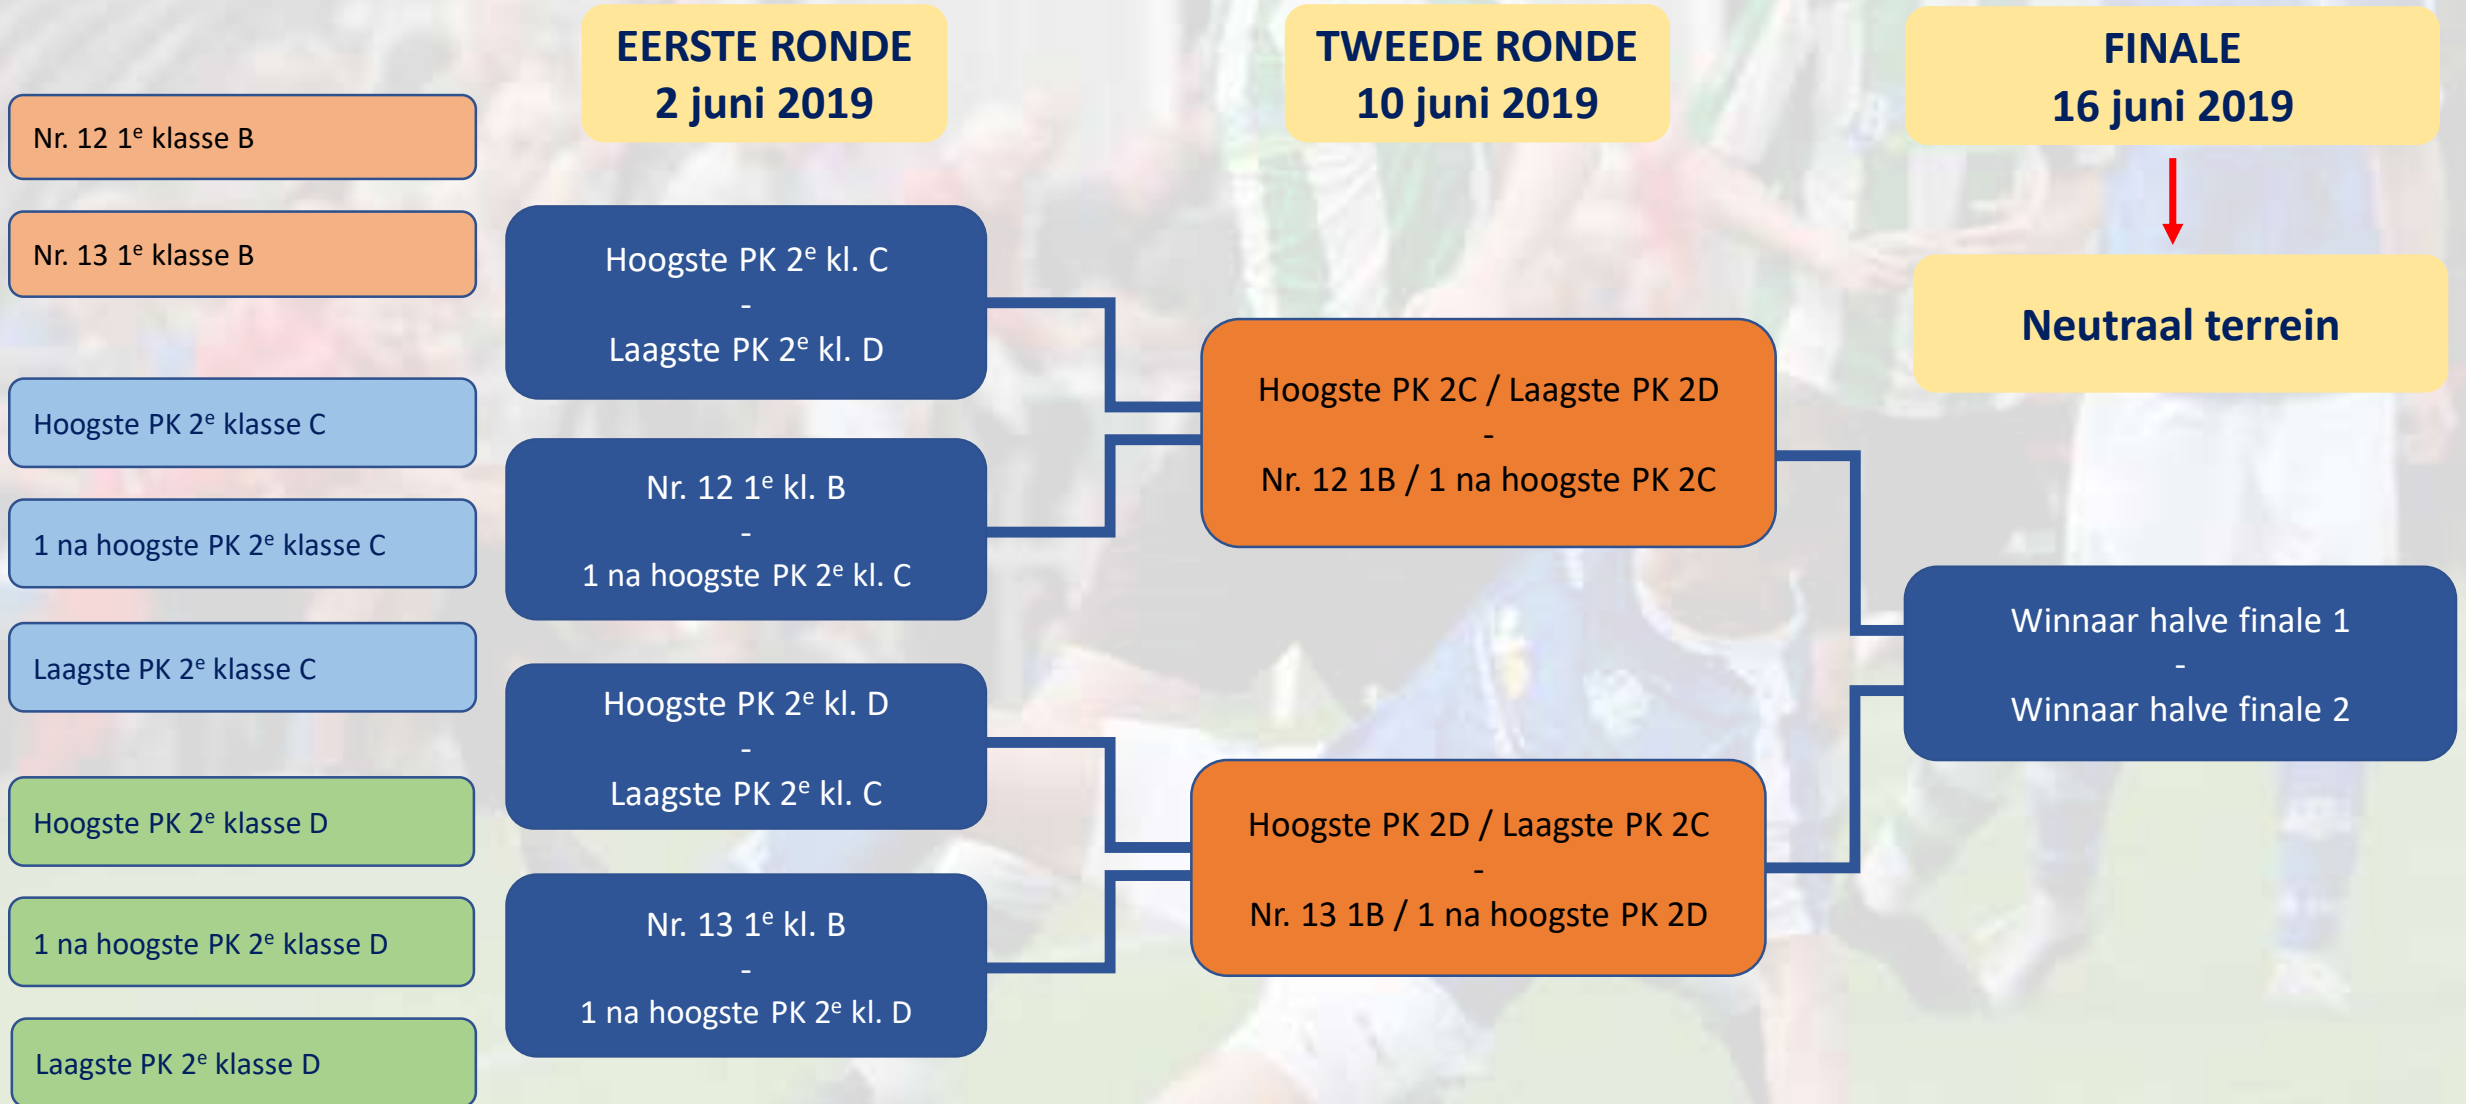 Nr. 12 1e klasse B
Nr. 13 1e klasse B
Hoogste PK 2e klasse C
1 na hoogste PK 2e klasse C
Laagste PK 2e klasse C
Hoogste PK 2e klasse D
1 na hoogste PK 2e klasse D
Laagste PK 2e klasse D
EERSTE RONDE
2 juni 2019
Hoogste PK 2e kl. C
-
Laagste PK 2e kl. D
Nr. 12 1e kl. B
-
1 na hoogste PK 2e kl. C
Hoogste PK 2e kl. D
-
Laagste PK 2e kl. C
Nr. 13 1e kl. B
-
1 na hoogste PK 2e kl. D
TWEEDE RONDE
10 juni 2019
Hoogste PK 2C / Laagste PK 2D
-
Nr. 12 1B / 1 na hoogste PK 2C
Hoogste PK 2D / Laagste PK 2C
-
Nr. 13 1B / 1 na hoogste PK 2D
FINALE
16 juni 2019
Neutraal terrein
Winnaar halve finale 1
-
Winnaar halve finale 2